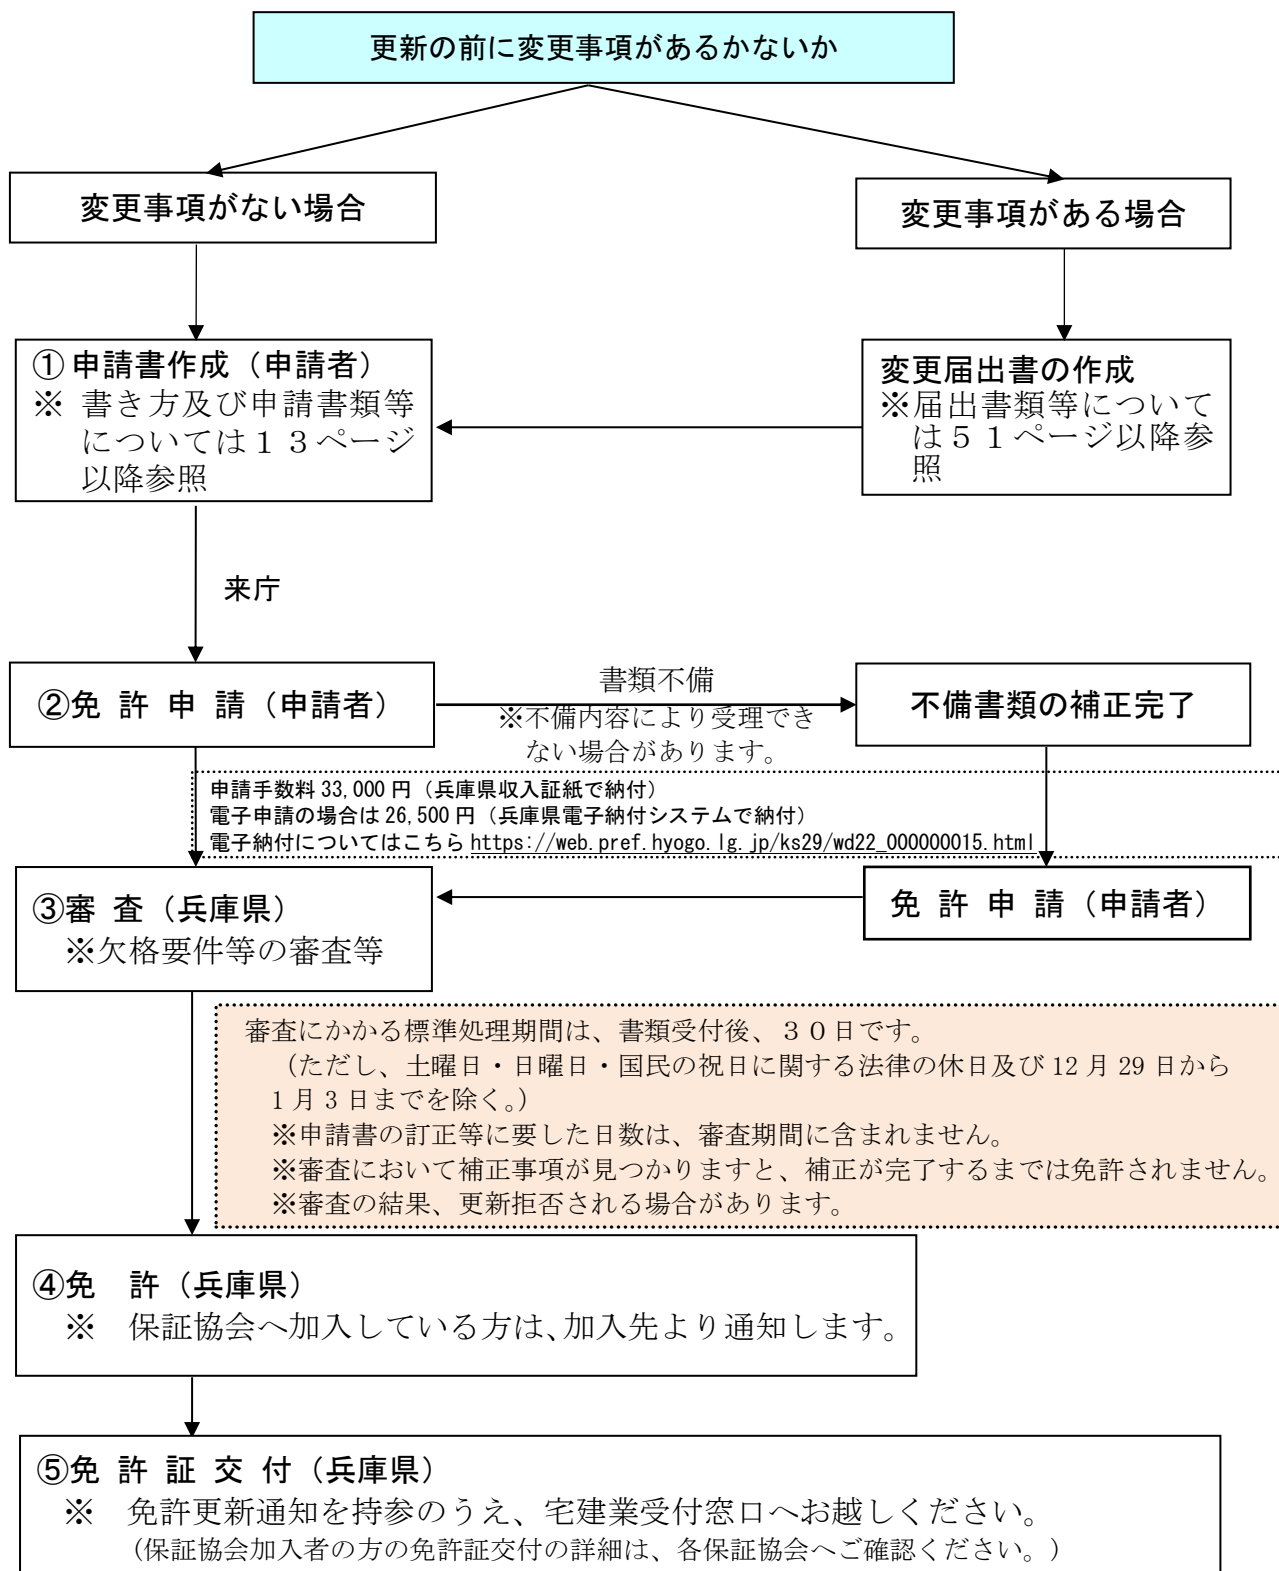 更新の前に変更事項があるかないか
変更事項がない場合
変更事項がある場合
①申請書作成（申請者）
※ 書き方及び申請書類等
については１３ページ
以降参照
変更届出書の作成
※届出書類等について
は５１ページ以降参
照
来庁
②免 許 申 請（申請者）
書類不備
※不備内容により受理でき
ない場合があります。
不備書類の補正完了
申請手数料 33,000 円（兵庫県収入証紙で納付）
電子申請の場合は 26,500 円（兵庫県電子納付システムで納付）
電子納付についてはこちら https://web.pref.hyogo.lg.jp/ks29/wd22_000000015.html
③審 査（兵庫県）
※欠格要件等の審査等
免 許 申 請（申請者）
審査にかかる標準処理期間は、書類受付後、３０日です。
（ただし、土曜日・日曜日・国民の祝日に関する法律の休日及び 12 月 29 日から
1 月 3 日までを除く。）
※申請書の訂正等に要した日数は、審査期間に含まれません。
※審査において補正事項が見つかりますと、補正が完了するまでは免許されません。
※審査の結果、更新拒否される場合があります。
④免　許（兵庫県）
※　保証協会へ加入している方は、加入先より通知します。
⑤免 許 証 交 付（兵庫県）
※　免許更新通知を持参のうえ、宅建業受付窓口へお越しください。
（保証協会加入者の方の免許証交付の詳細は、各保証協会へご確認ください。）